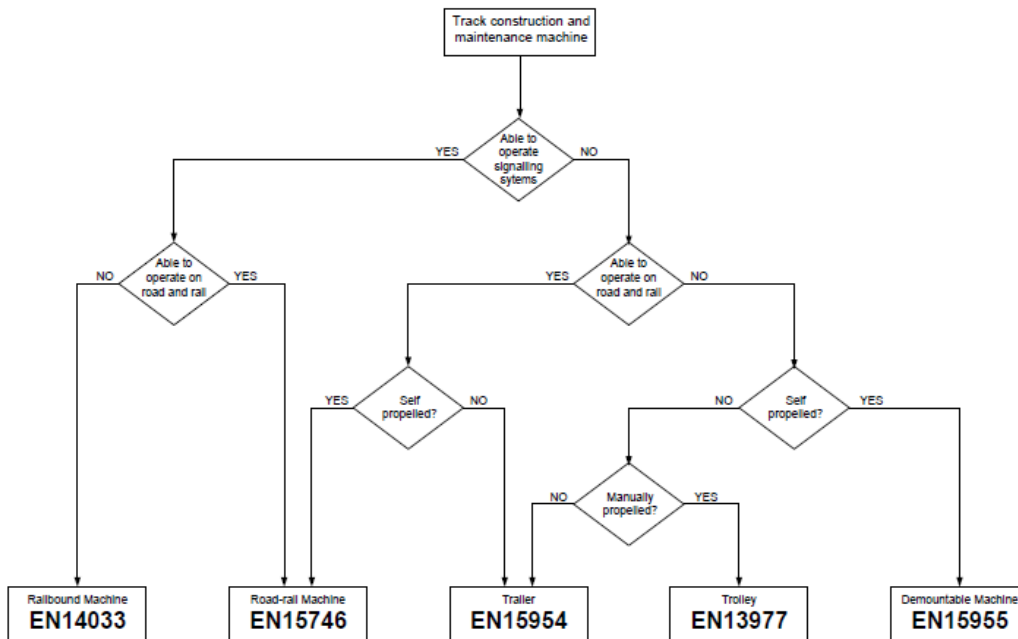 Track construction and
maintenance machine
Able to
operate
signalling
sytems
YES
NO
Able to
operate on
road and rail
NO
YES
Able to
operate on
road and rail
YES
NO
Self
propelled?
YES
NO
Self
propelled?
NO
YES
Manually
propelled?
NO
YES
Railbound Machine
EN14033
Road-rail Machine
EN15746
Trailer
EN15954
Trolley
EN13977
Demountable Machine
EN15955